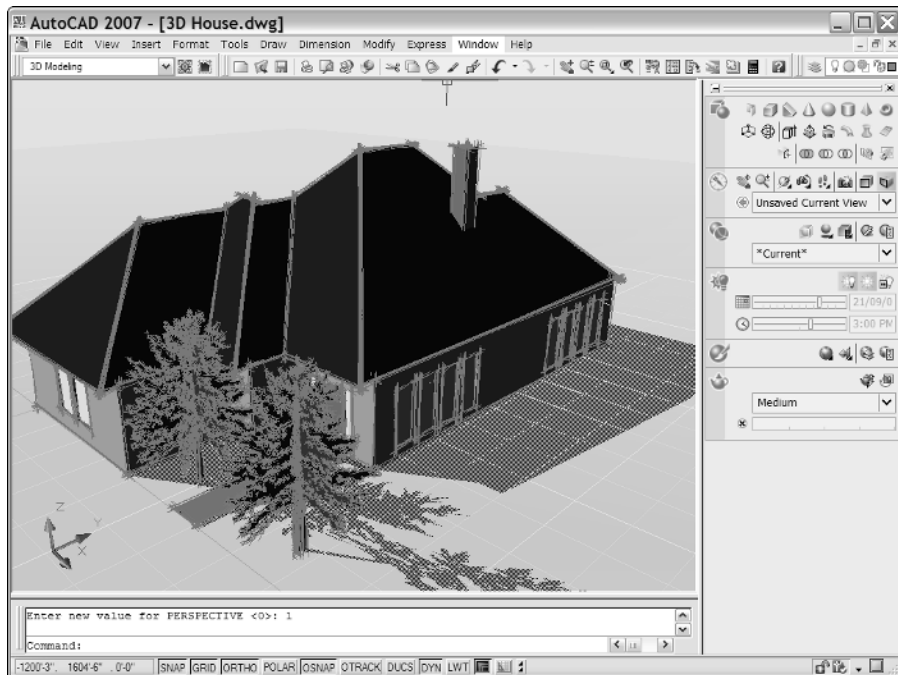 AutoCAD 2007 - [3D House.dwg]
File Edit View Insert Format Tools Draw Dimension Modify Express Window Help
3D Modeling
Unsaved Current View
*Current*
21/09/0
3:00 PM
Medium
Z
Y
X
Enter new value for PERSPECTIVE <0>: 1
Command:
-1200'-3", 1604'-6" , 0'-0" SNAP GRID ORTHO POLAR OSNAP OTRACK DUCS DYN LWT